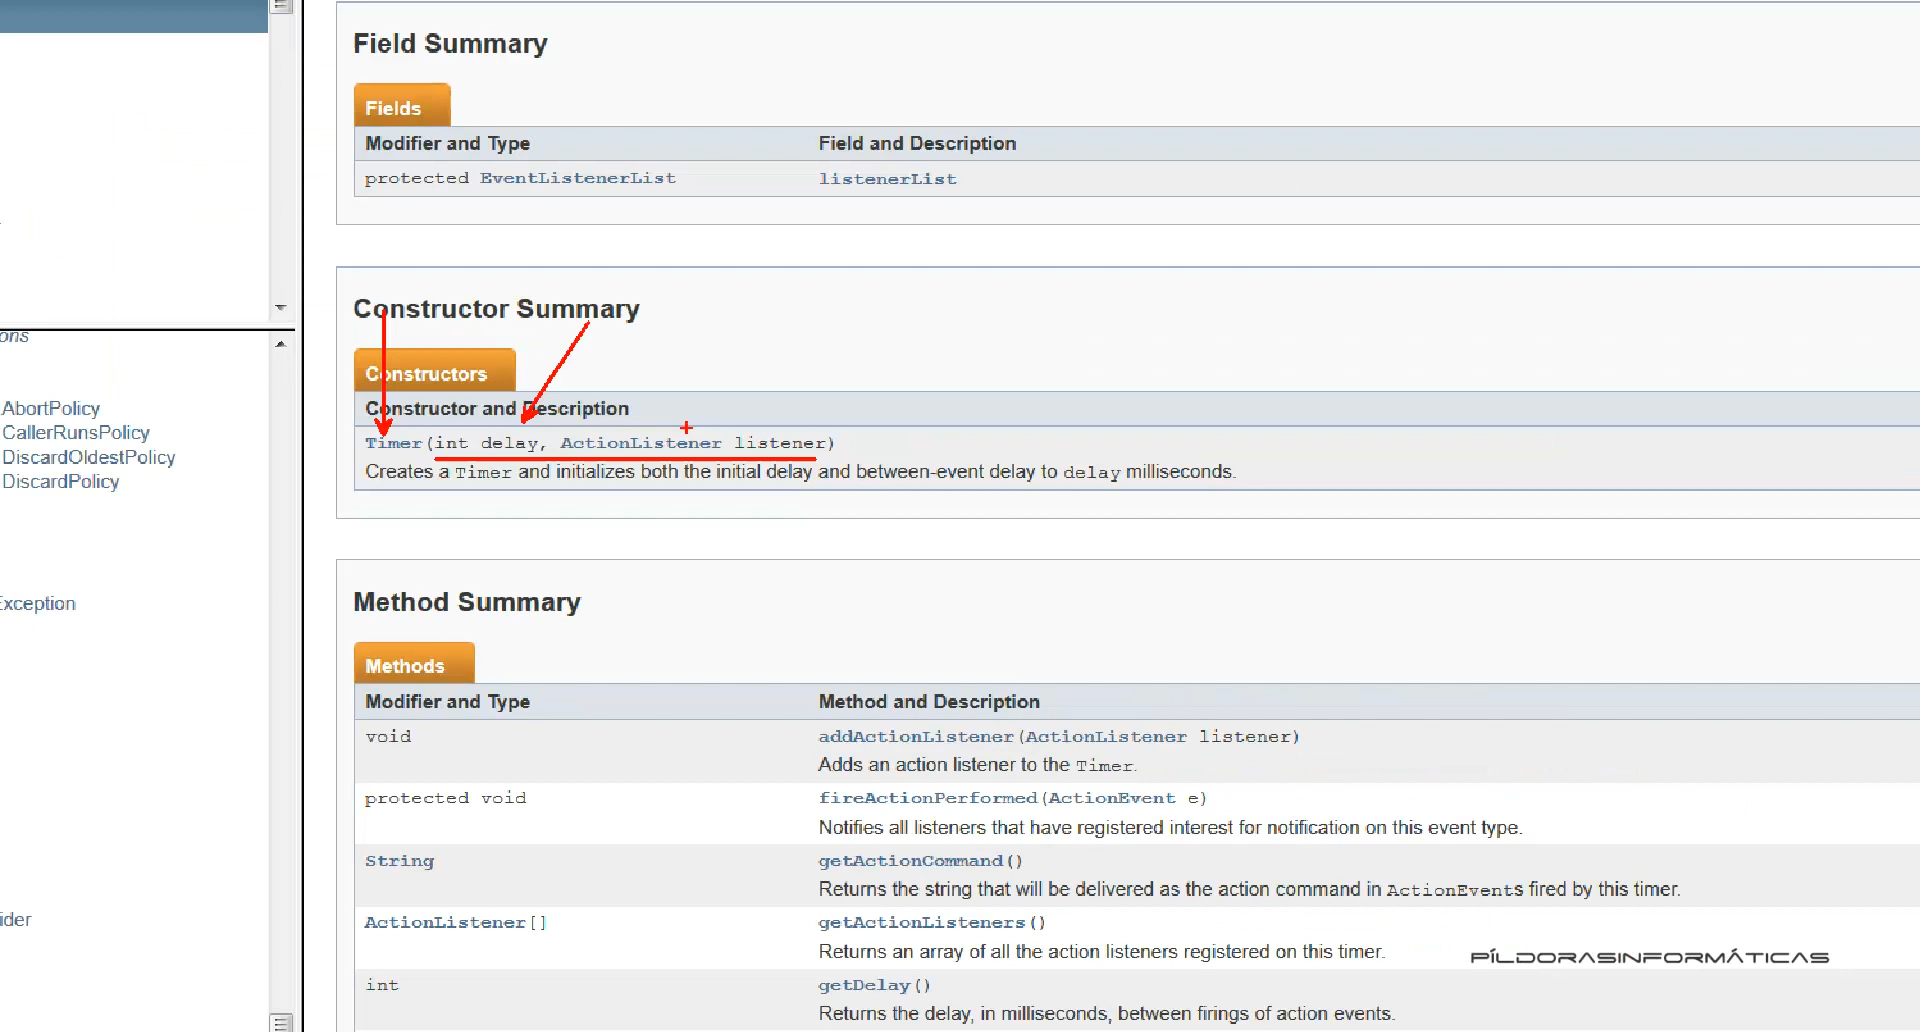 ons
AbortPolicy
CallerRunsPolicy
DiscardOldestPolicy
DiscardPolicy
Exception
ider
Field Summary
Fields
Modifier and Type Field and Description
protected EventListenerList listenerList
Constructor Summary
Constructors
Constructor and Description
Timer(int delay, ActionListener listener)
Creates a Timer and initializes both the initial delay and between-event delay to delay milliseconds.
Method Summary
Methods
Modifier and Type Method and Description
void addActionListener(ActionListener listener)
Adds an action listener to the Timer.
protected void fireActionPerformed(ActionEvent e)
Notifies all listeners that have registered interest for notification on this event type.
String getActionCommand()
Returns the string that will be delivered as the action command in ActionEvents fired by this timer.
ActionListener[] getActionListeners()
Returns an array of all the action listeners registered on this timer.
PÍLDORASINFORMÁTICAS
int getDelay()
Returns the delay, in milliseconds, between firings of action events.